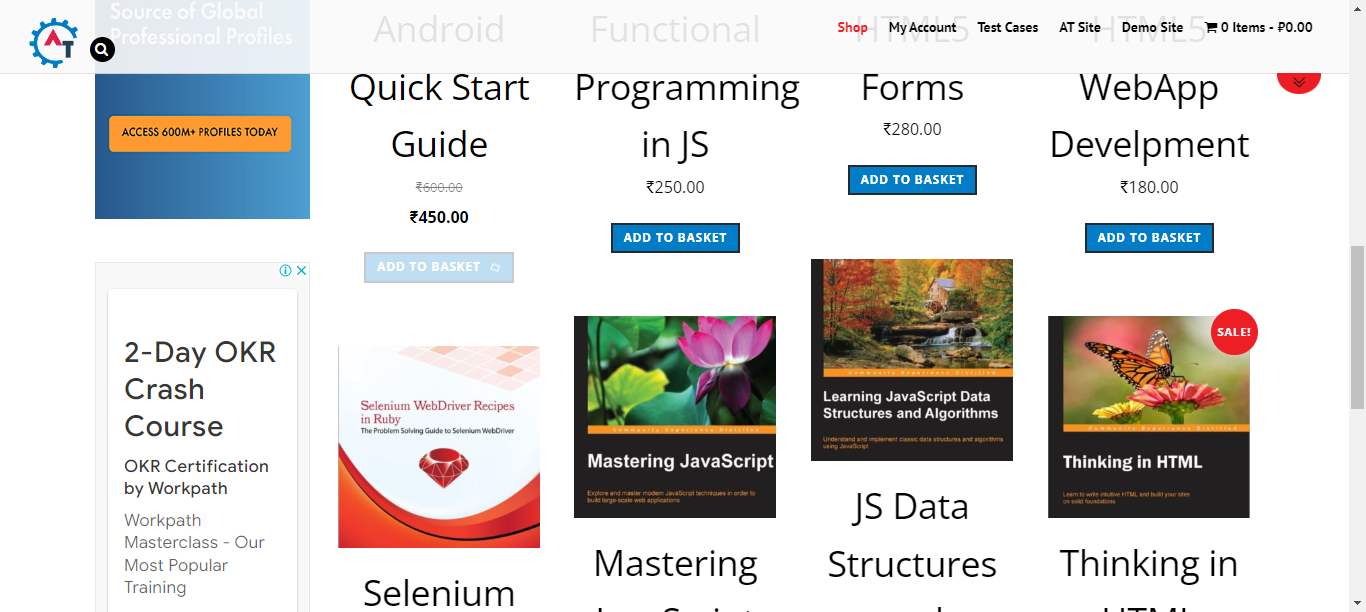 AT
Shop
My Account
Test Cases
AT Site
Demo Site
0 Items - ₽0.00
Source of Global
Professional Profiles
ACCESS 600M+ PROFILES TODAY
2-Day OKR
Crash
Course
OKR Certification
by Workpath
Workpath
Masterclass - Our
Most Popular
Training
Android
Quick Start
Guide
₹600.00
₹450.00
ADD TO BASKET
Functional
Programming
in JS
₹250.00
ADD TO BASKET
HTML5
Forms
₹280.00
ADD TO BASKET
HTML5
WebApp
Develpment
₹180.00
ADD TO BASKET
Selenium WebDriver Recipes
in Ruby
The Problem Solving Guide to Selenium WebDriver
Selenium
Community Experience Distilled
Mastering JavaScript
Explore and master modern JavaScript techniques in order to
build large-scale web applications
Mastering
JavaScript
Community Experience Distilled
Learning JavaScript Data
Structures and Algorithms
Understand and implement classic data structures and algorithms
using JavaScript
JS Data
Structures
SALE!
Community Experience Distilled
Thinking in HTML
Learn to write intuitive HTML and build your sites
on solid foundations
Thinking in
HTML